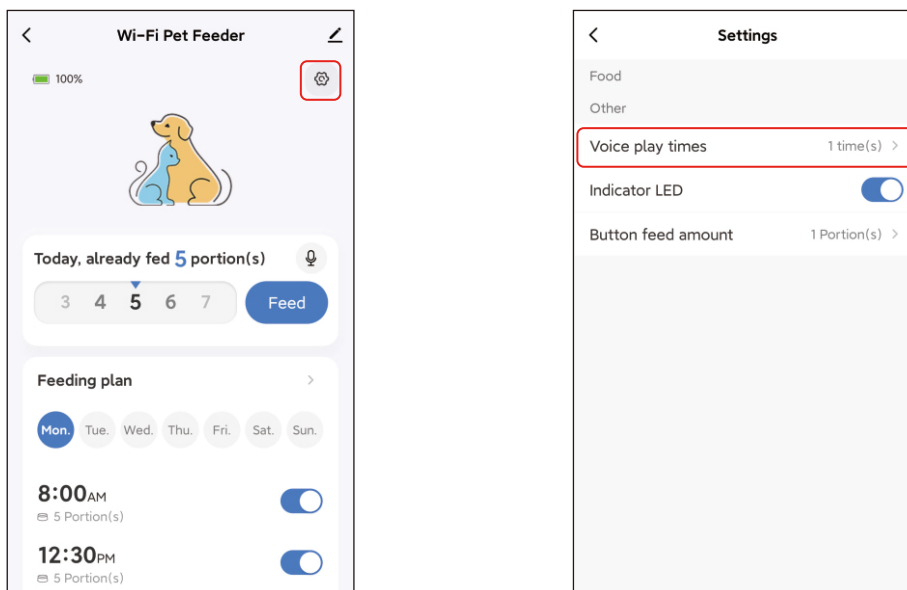 Wi-Fi Pet Feeder
100%
Today, already fed 5 portion(s)
3 4 5 6 7 Feed
Feeding plan
Mon. Tue. Wed. Thu. Fri. Sat. Sun.
8:00AM
5 Portion(s)
12:30PM
5 Portion(s)
Settings
Food
Other
Voice play times 1 time(s)
Indicator LED
Button feed amount 1 Portion(s)